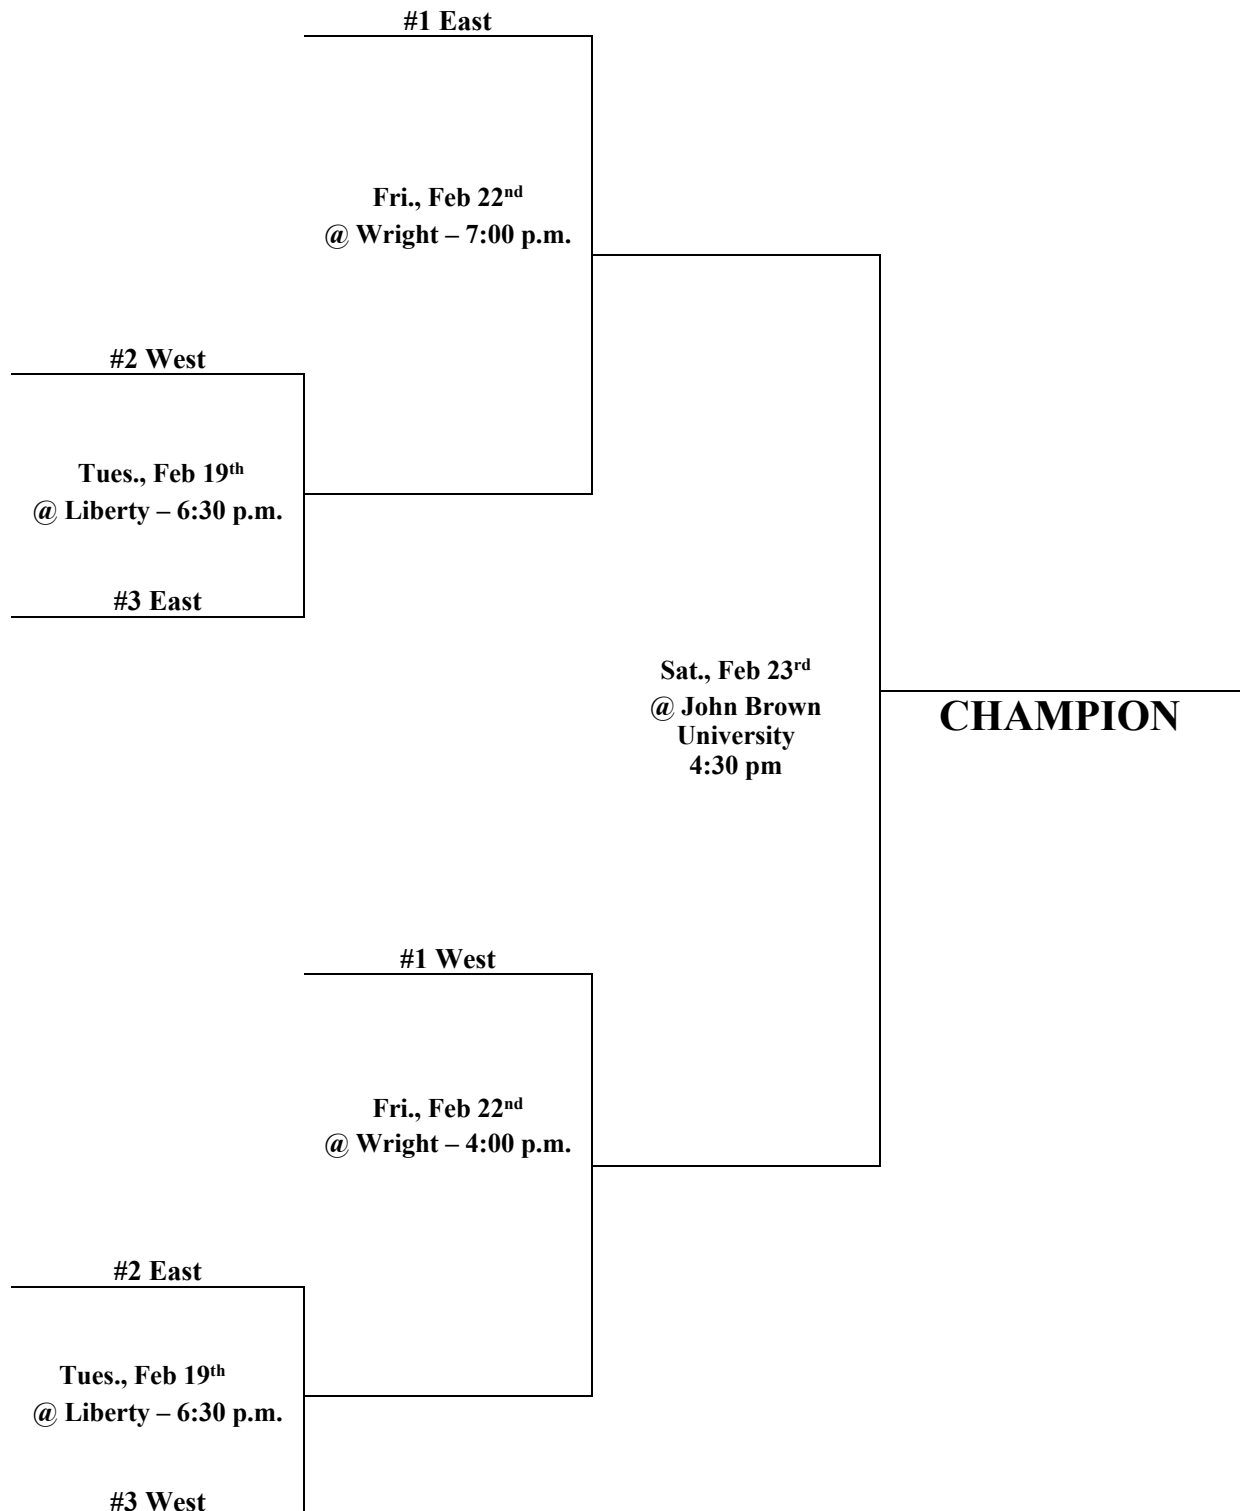 #1 East
Fri., Feb 22nd
@ Wright – 7:00 p.m.
#2 West
Tues., Feb 19th
@ Liberty – 6:30 p.m.
#3 East
Sat., Feb 23rd
@ John Brown
University
4:30 pm
CHAMPION
#1 West
Fri., Feb 22nd
@ Wright – 4:00 p.m.
#2 East
Tues., Feb 19th
@ Liberty – 6:30 p.m.
#3 West